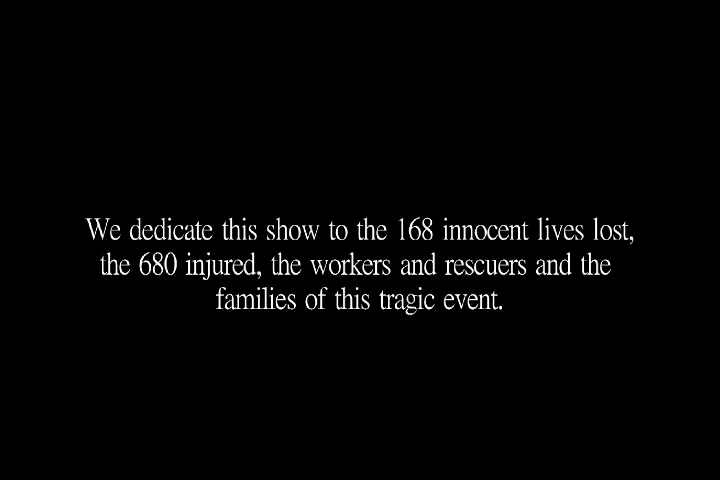 We dedicate this show to the 168 innocent lives lost,
the 680 injured, the workers and rescuers and the
families of this tragic event.